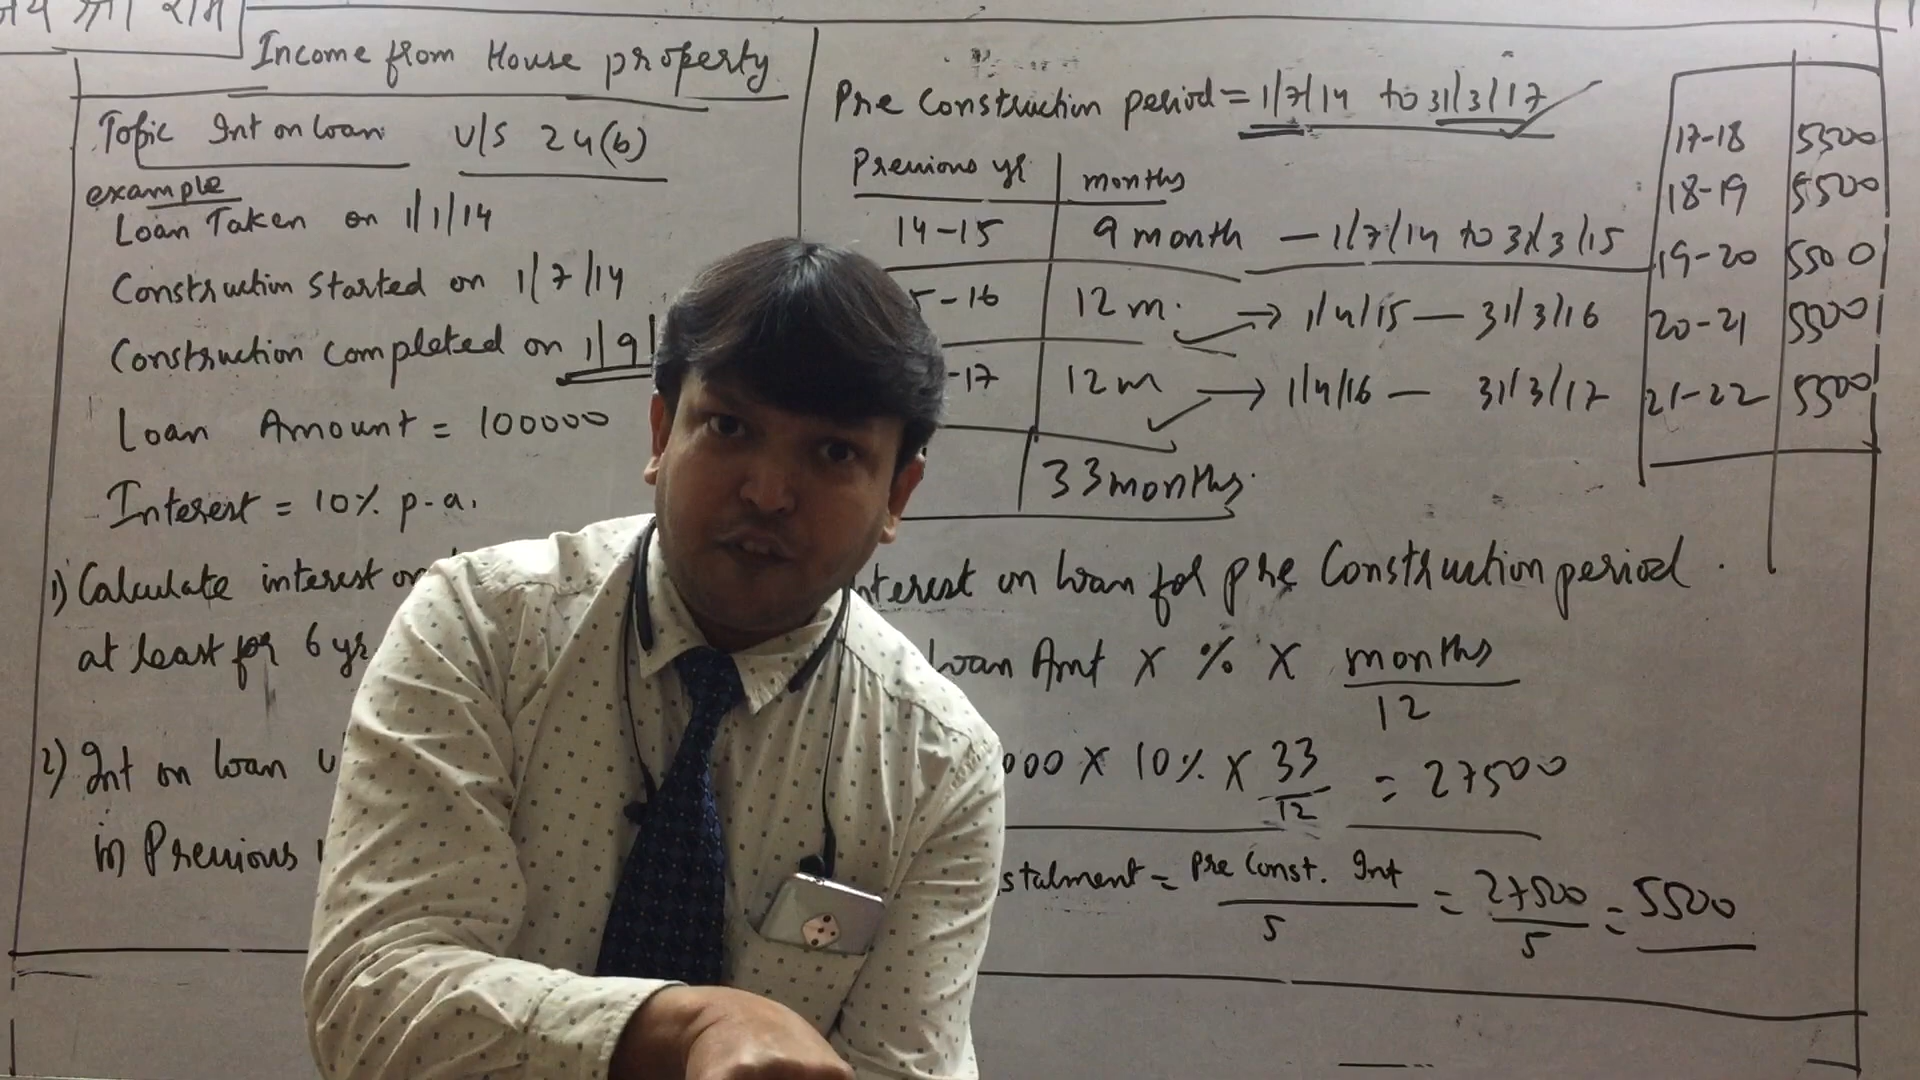 जय श्री राम
Income from House property
Topic Int on loan U/S 24(b)
example
Loan Taken on 1/1/14
Construction Started on 1/7/14
Construction completed on 1/9/
Loan Amount = 100000
Interest = 10% p.a.
1) Calculate interest on
at least for 6 yr
2) Int on loan U
in Previous
Pre Construction period = 1/7/14 to 31/3/17
Previous yr months
14-15 9 month — 1/7/14 to 31/3/15
5-16 12 m. → 1/4/15 — 31/3/16
-17 12 m → 1/4/16 — 31/3/17
33 months.
nterest on loan for pre Construction period.
Loan Amt X % X months
12
000 X 10% X 33 = 27500
12
stalment = Pre Const. Int = 27500 = 5500
5 5
17-18 5500
18-19 5500
19-20 5500
20-21 5500
21-22 5500